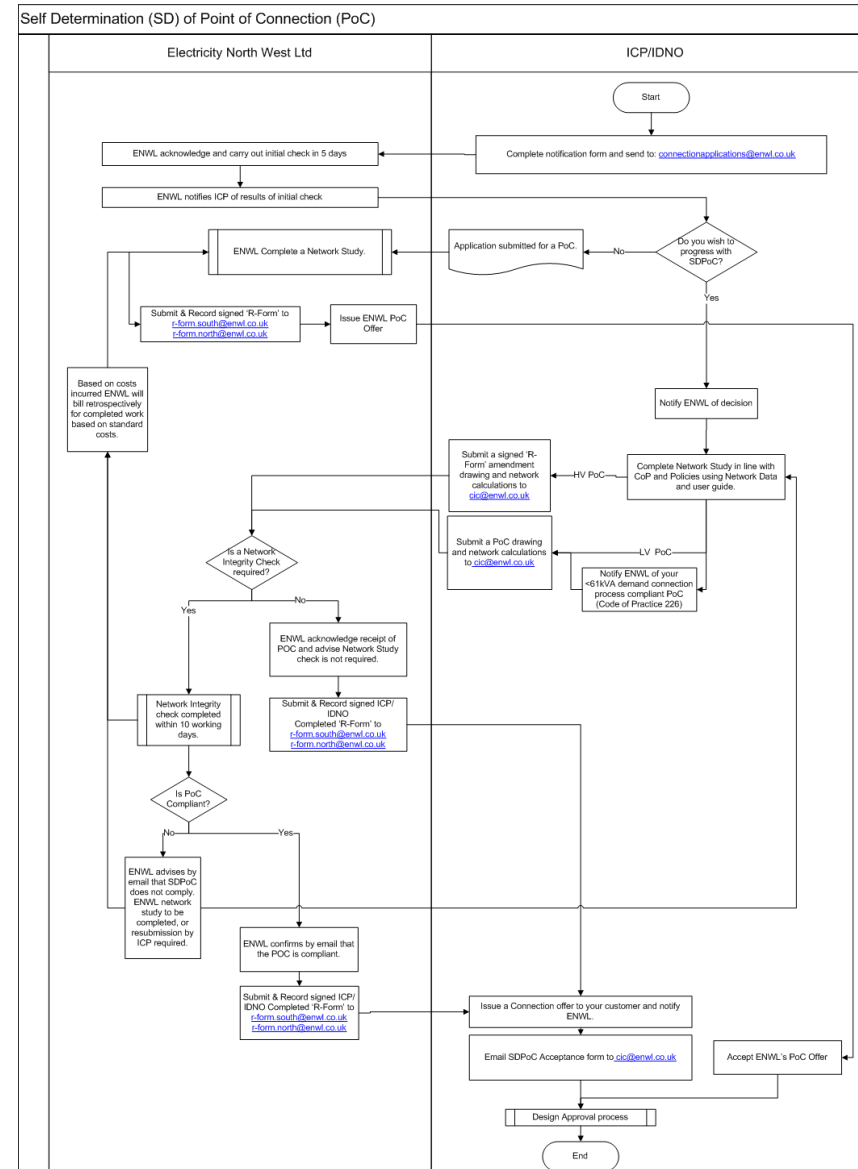 Self Determination (SD) of Point of Connection (PoC)
Electricity North West Ltd
ICP/IDNO
Start
Complete notification form and send to: connectionapplications@enwl.co.uk
ENWL acknowledge and carry out initial check in 5 days
ENWL notifies ICP of results of initial check
Do you wish to
progress with
SDPoC?
No
Application submitted for a PoC.
ENWL Complete a Network Study.
Yes
Submit & Record signed 'R-Form' to
r-form.south@enwl.co.uk
r-form.north@enwl.co.uk
Issue ENWL PoC
Offer
Based on costs
incurred ENWL will
bill retrospectively
for completed work
based on standard
costs.
Notify ENWL of decision
Complete Network Study in line with
CoP and Policies using Network Data
and user guide.
HV PoC
Submit a signed 'R-
Form' amendment
drawing and network
calculations to
cic@enwl.co.uk
LV PoC
Submit a PoC drawing
and network calculations
to cic@enwl.co.uk
Notify ENWL of your
<61kVA demand connection
process compliant PoC
(Code of Practice 226)
Is a Network
Integrity Check
required?
Yes
No
ENWL acknowledge receipt of
POC and advise Network Study
check is not required.
Submit & Record signed ICP/
IDNO
Completed 'R-Form' to
r-form.south@enwl.co.uk
r-form.north@enwl.co.uk
Network Integrity
check completed
within 10 working
days.
Is PoC
Compliant?
No
Yes
ENWL advises by
email that SDPoC
does not comply.
ENWL network
study to be
completed, or
resubmission by
ICP required.
ENWL confirms by email that
the POC is compliant.
Submit & Record signed ICP/
IDNO Completed 'R-Form' to
r-form.south@enwl.co.uk
r-form.north@enwl.co.uk
Issue a Connection offer to your customer and notify
ENWL.
Email SDPoC Acceptance form to cic@enwl.co.uk
Accept ENWL's PoC Offer
Design Approval process
End